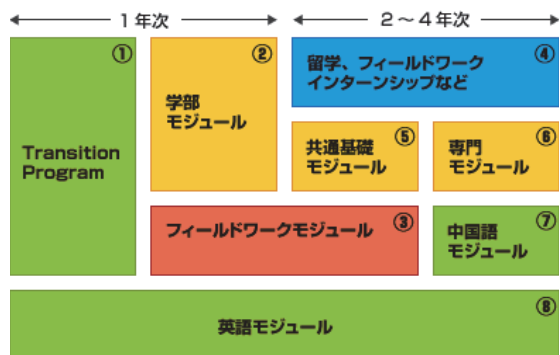 1年次
2～4年次
①
Transition
Program
②
学部
モジュール
④
留学、フィールドワーク
インターンシップなど
⑤
共通基礎
モジュール
⑥
専門
モジュール
③
フィールドワークモジュール
⑦
中国語
モジュール
⑧
英語モジュール